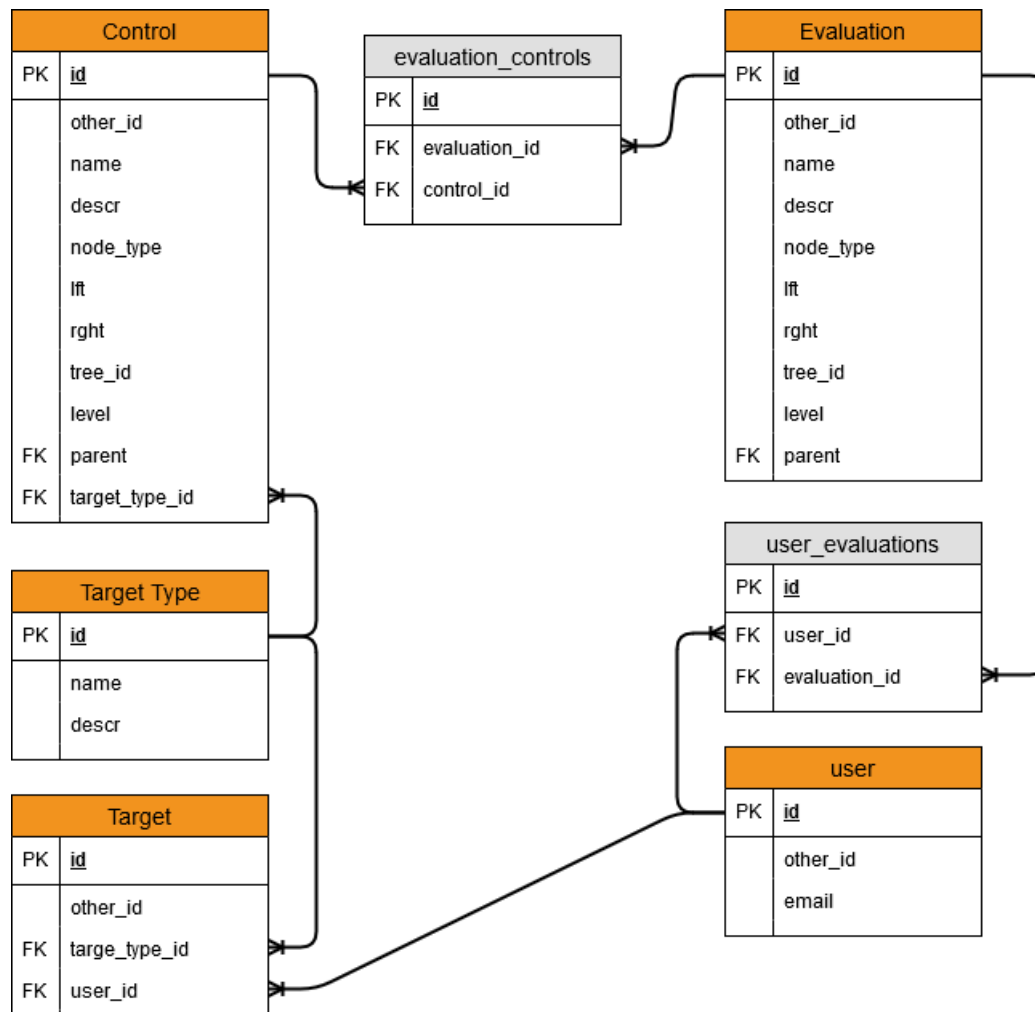 Control
PK id
other_id
name
descr
node_type
lft
rght
tree_id
level
FK parent
FK target_type_id
evaluation_controls
PK id
FK evaluation_id
FK control_id
Evaluation
PK id
other_id
name
descr
node_type
lft
rght
tree_id
level
FK parent
Target Type
PK id
name
descr
user_evaluations
PK id
FK user_id
FK evaluation_id
Target
PK id
other_id
FK targe_type_id
FK user_id
user
PK id
other_id
email